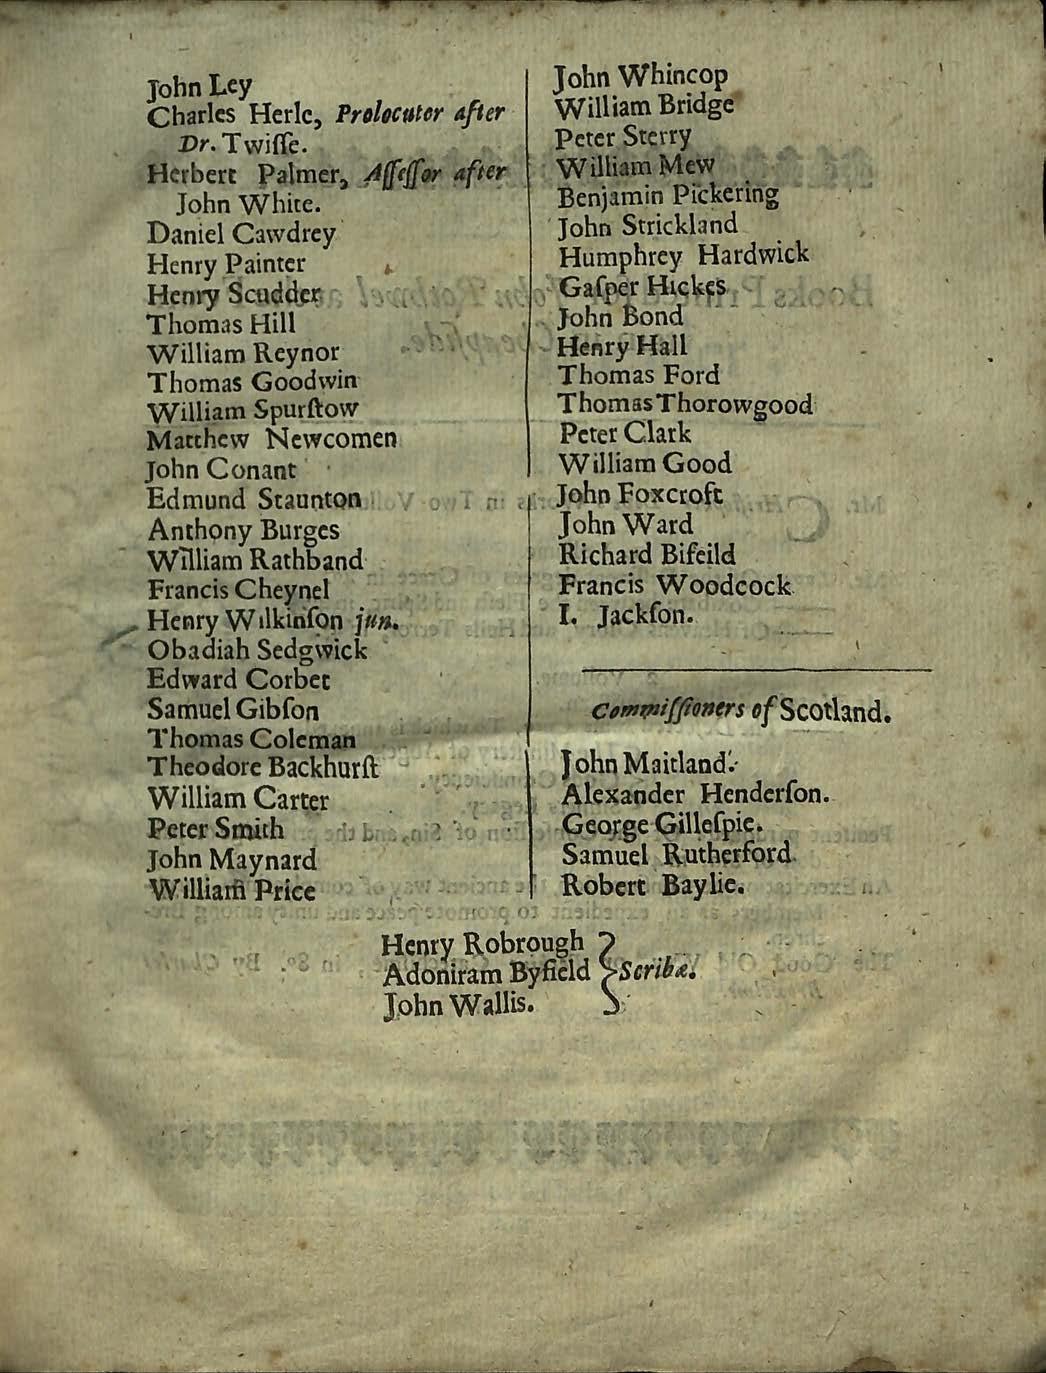 John Ley
Charles Herle, Prolocuter after
Dr. Twiſſe.
Herbert Palmer, Aſſeſſor after
John White.
Daniel Cawdrey
Henry Painter
Henry Scudder
Thomas Hill
William Reynor
Thomas Goodwin
William Spurſtow
Matthew Newcomen
John Conant
Edmund Staunton
Anthony Burges
William Rathband
Francis Cheynel
Henry Wilkinſon jun.
Obadiah Sedgwick
Edward Corbet
Samuel Gibſon
Thomas Coleman
Theodore Backhurſt
William Carter
Peter Smith
John Maynard
William Price
John Whincop
William Bridge
Peter Sterry
William Mew
Benjamin Pickering
John Strickland
Humphrey Hardwick
Gaſper Hickes
John Bond
Henry Hall
Thomas Ford
Thomas Thorowgood
Peter Clark
William Good
John Foxcroft
John Ward
Richard Bifeild
Francis Woodcock
I. Jackſon.
Commiſſioners of Scotland.
John Maitland.
Alexander Henderſon.
George Gilleſpie.
Samuel Rutherford
Robert Baylie.
Henry Robrough
Adoniram Byfield } Scribæ.
John Wallis.